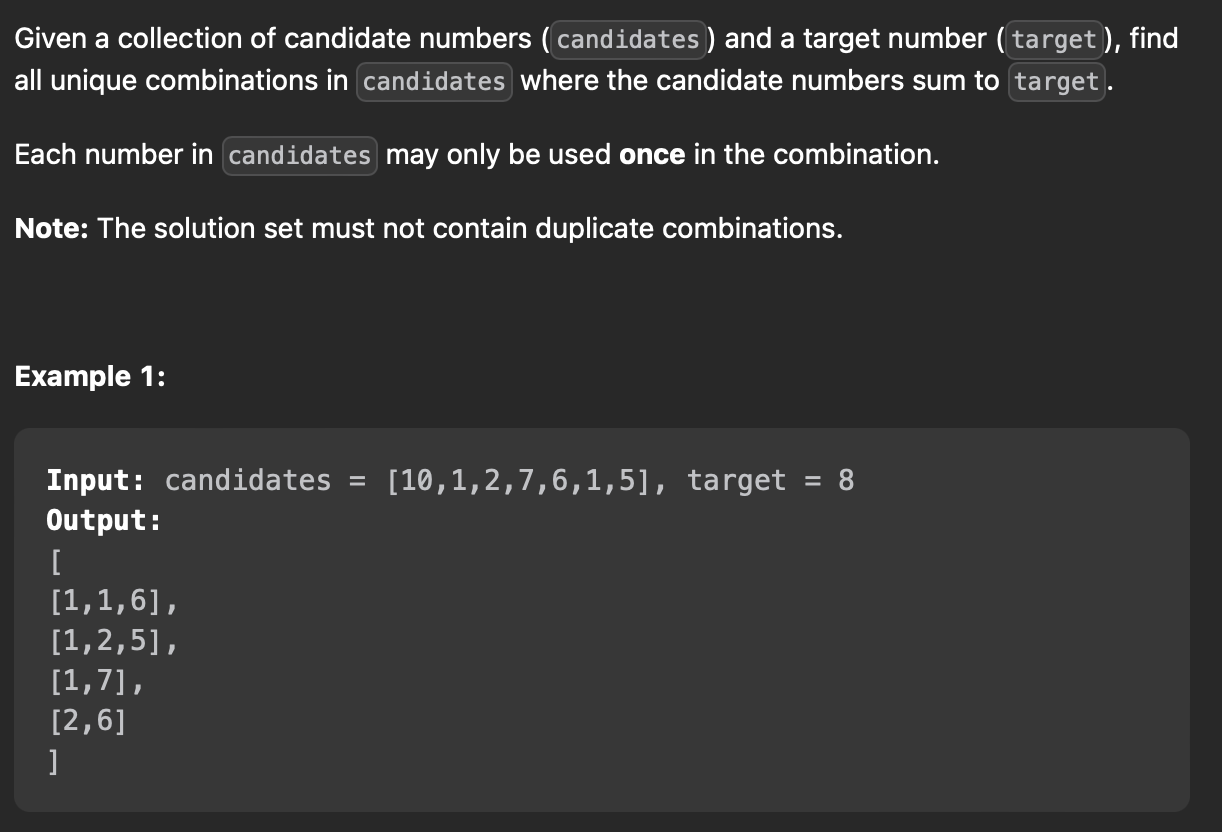 Given a collection of candidate numbers (candidates) and a target number (target), find
all unique combinations in candidates where the candidate numbers sum to target.
Each number in candidates may only be used once in the combination.
Note: The solution set must not contain duplicate combinations.
Example 1:
Input: candidates = [10,1,2,7,6,1,5], target = 8
Output:
[
[1,1,6],
[1,2,5],
[1,7],
[2,6]
]